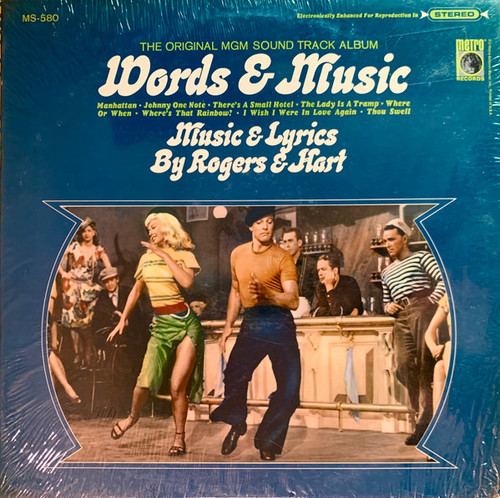 MS-580
Electronically Enhanced For Reproduction In STEREO
metro
RECORDS
THE ORIGINAL MGM SOUND TRACK ALBUM
Words & Music
Manhattan • Johnny One Note • There's A Small Hotel • The Lady Is A Tramp • Where
Or When • Where's That Rainbow? • I Wish I Were In Love Again • Thou Swell
Music & Lyrics
By Rogers & Hart